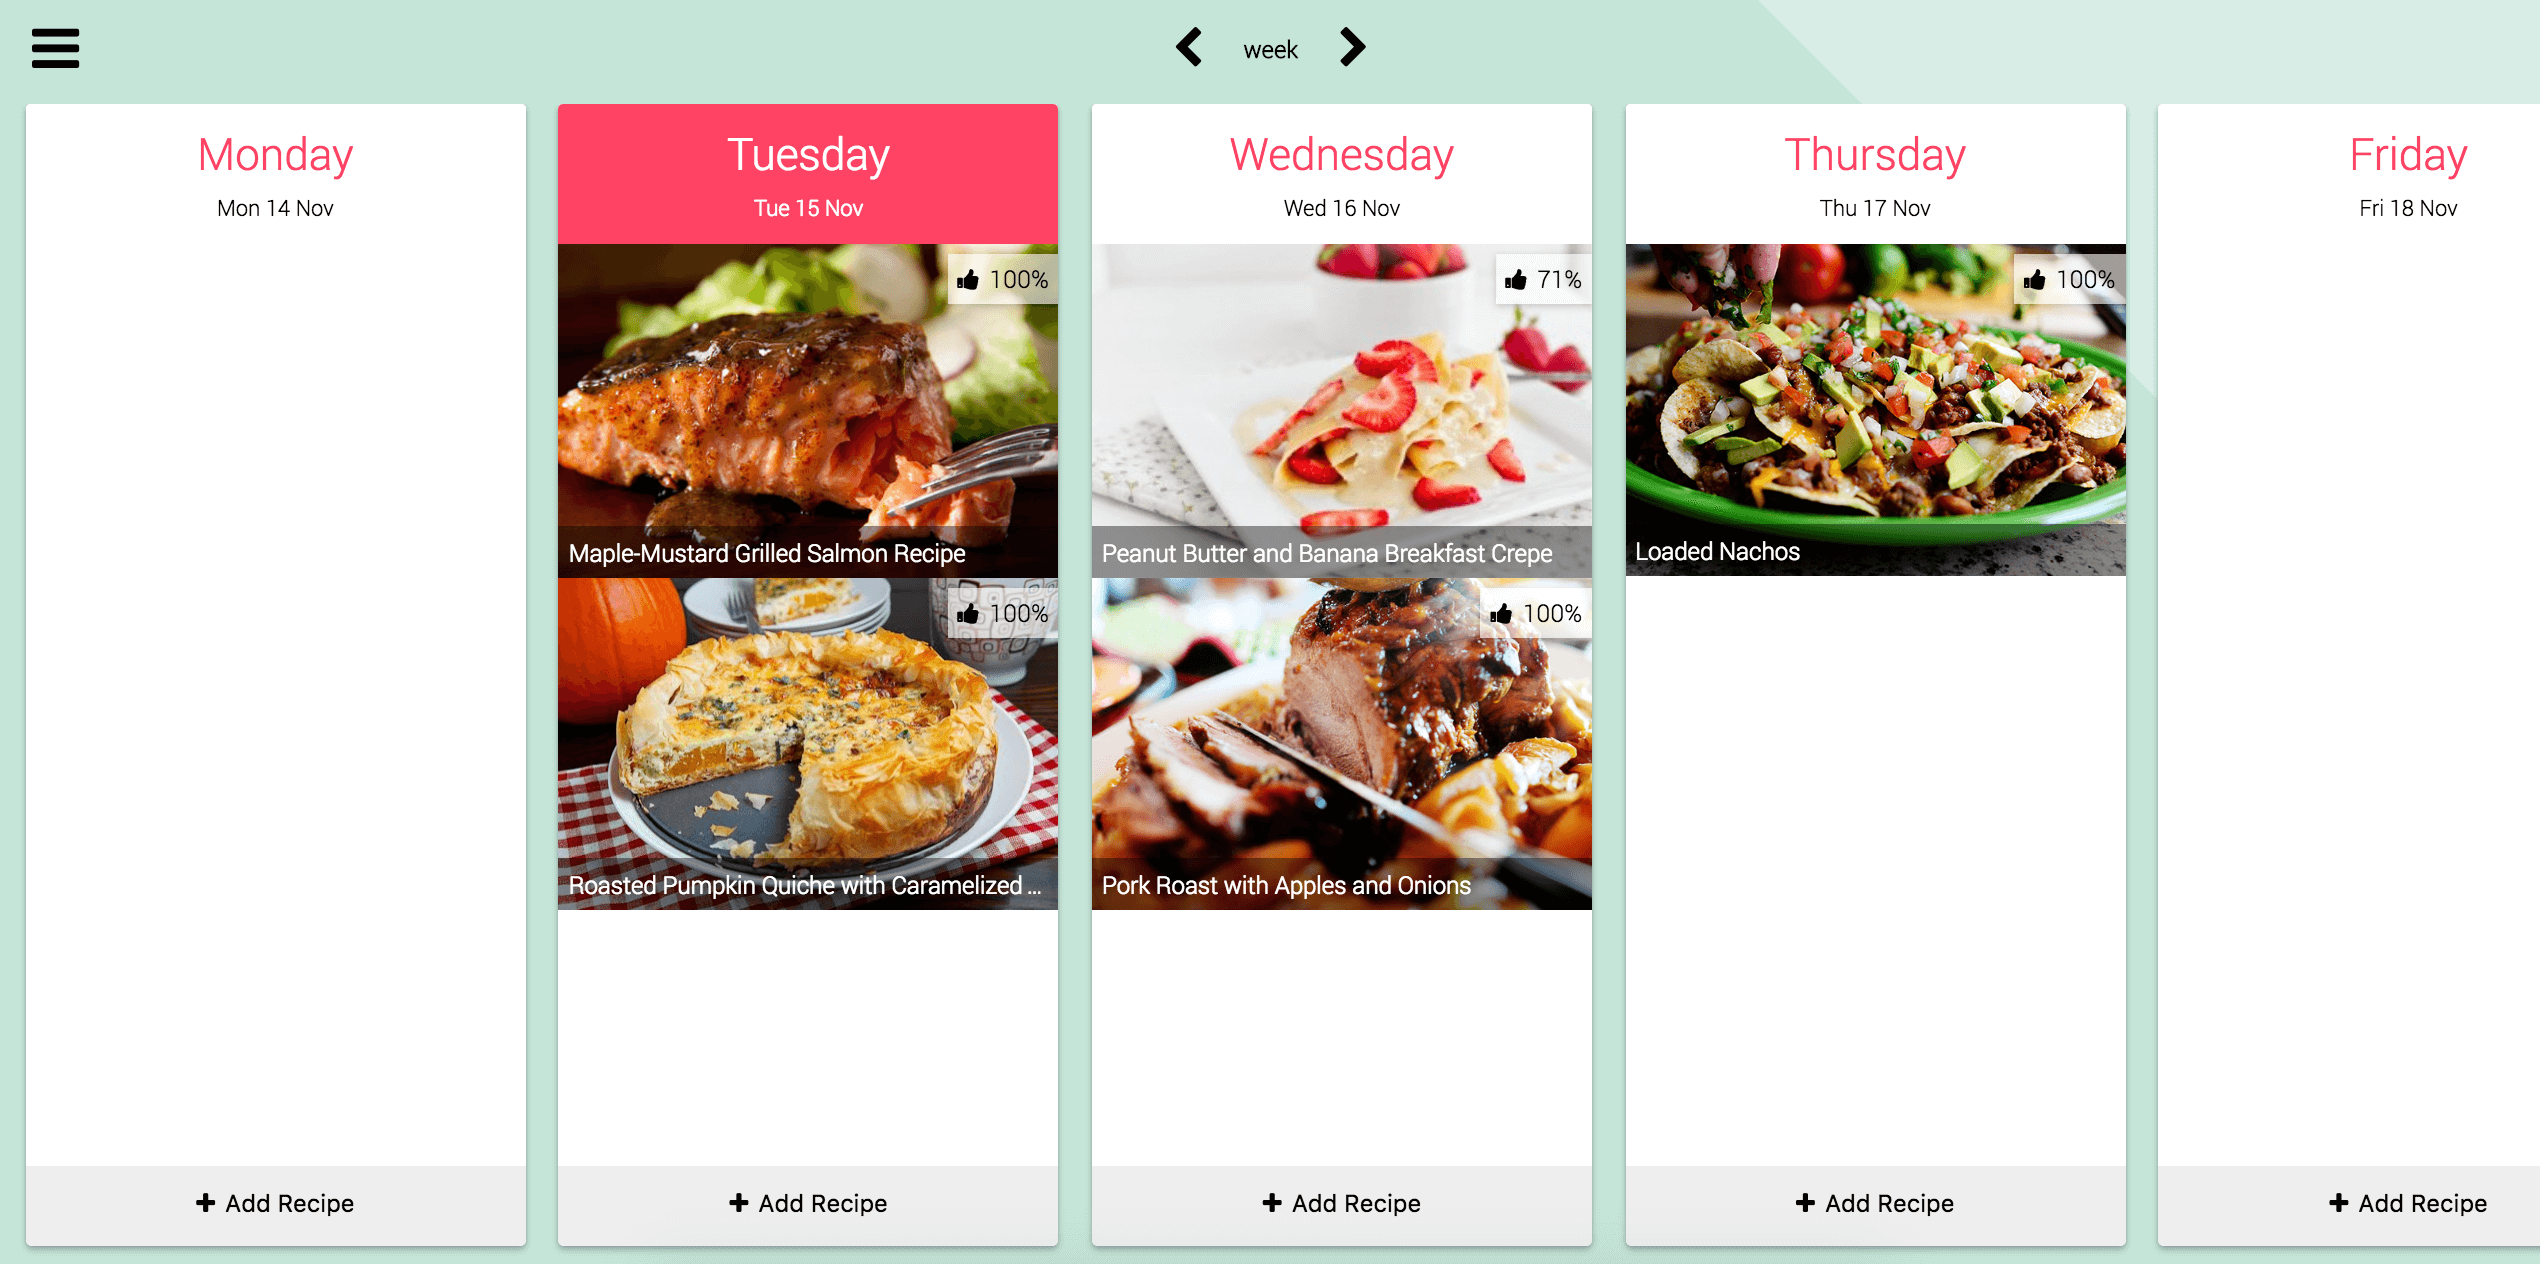 week
Monday
Mon 14 Nov
+ Add Recipe
Tuesday
Tue 15 Nov
100%
Maple-Mustard Grilled Salmon Recipe
100%
Roasted Pumpkin Quiche with Caramelized ...
+ Add Recipe
Wednesday
Wed 16 Nov
71%
Peanut Butter and Banana Breakfast Crepe
100%
Pork Roast with Apples and Onions
+ Add Recipe
Thursday
Thu 17 Nov
100%
Loaded Nachos
+ Add Recipe
Friday
Fri 18 Nov
+ Add Recipe